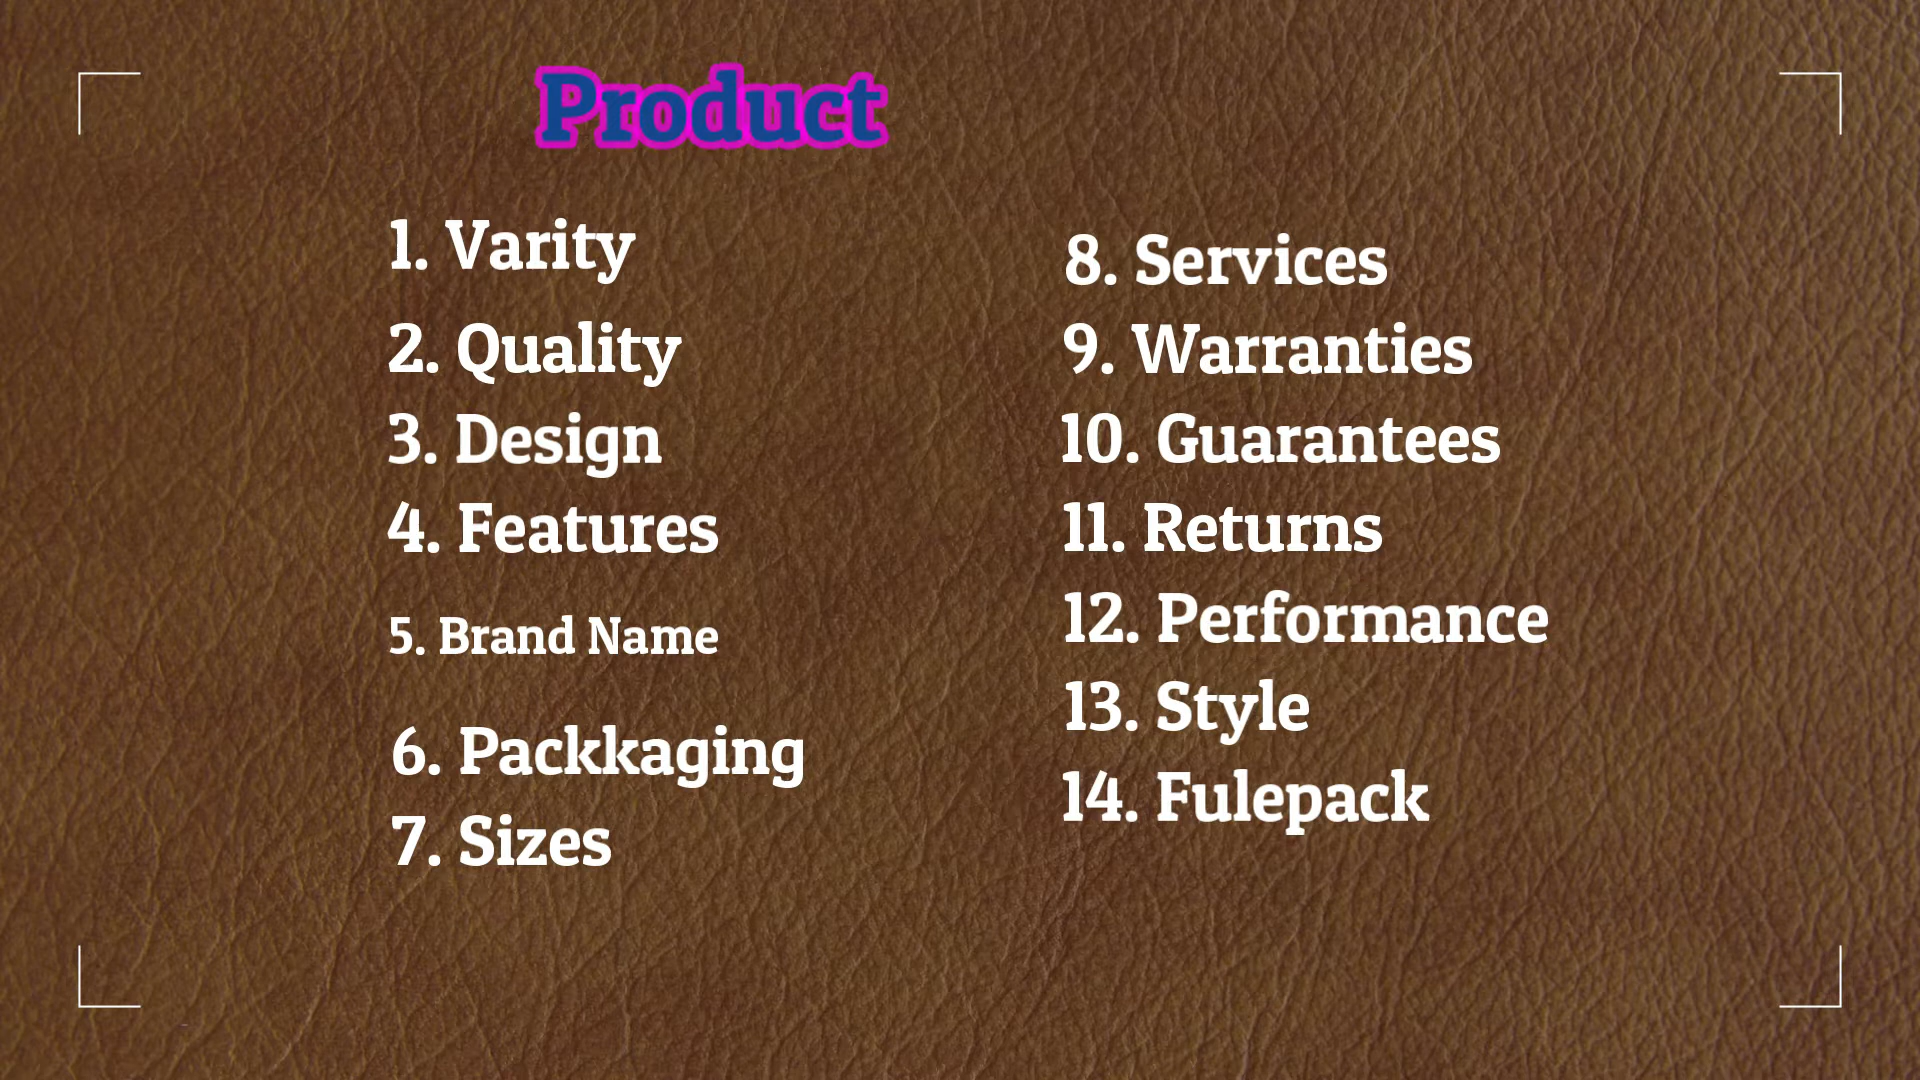 Product
1. Varity
2. Quality
3. Design
4. Features
5. Brand Name
6. Packkaging
7. Sizes
8. Services
9. Warranties
10. Guarantees
11. Returns
12. Performance
13. Style
14. Fulepack